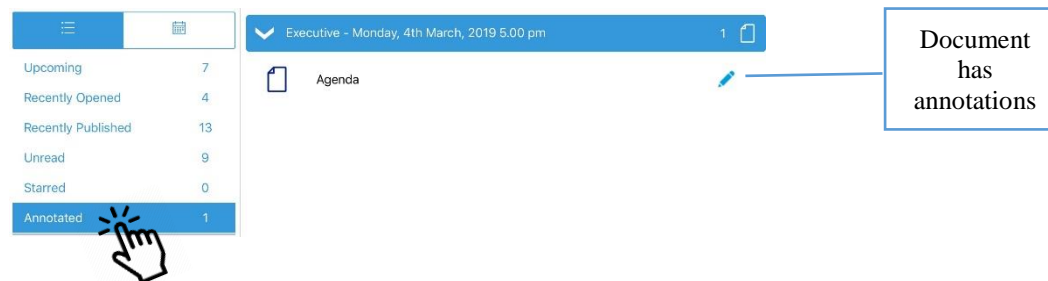 Upcoming 7
Recently Opened 4
Recently Published 13
Unread 9
Starred 0
Annotated 1
Executive - Monday, 4th March, 2019 5.00 pm 1
Agenda
Document
has
annotations